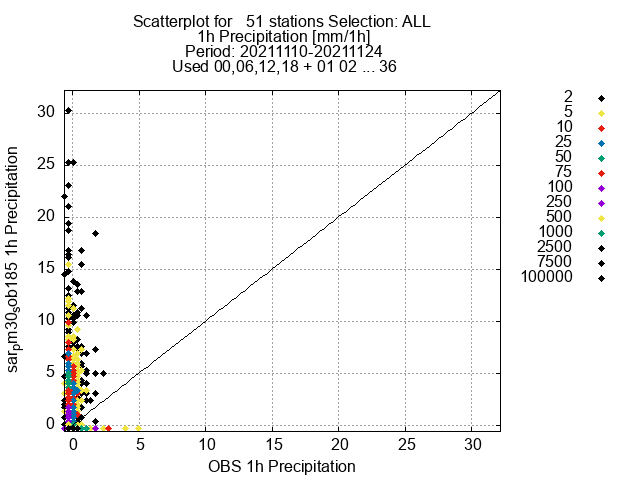 Scatterplot for 51 stations Selection: ALL
1h Precipitation [mm/1h]
Period: 20211110-20211124
Used 00,06,12,18 + 01 02 ... 36
2
5
10
25
50
75
100
250
500
1000
2500
7500
100000
30
25
20
15
10
5
0
sar_pm30_sob185 1h Precipitation
0 5 10 15 20 25 30
OBS 1h Precipitation